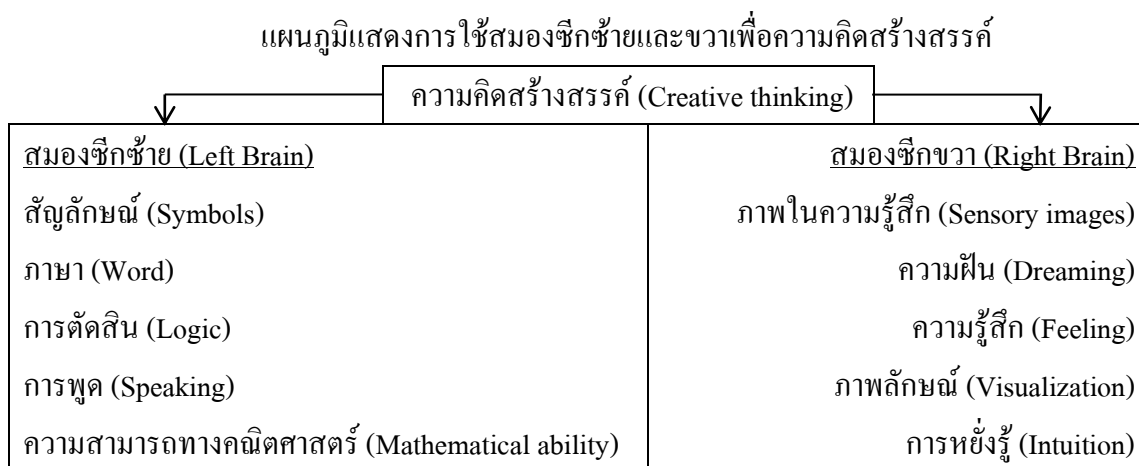 แผนภูมิแสดงการใช้สมองซีกซ้ายและขวาเพื่อความคิดสร้างสรรค์
ความคิดสร้างสรรค์ (Creative thinking)
สมองซีกซ้าย (Left Brain)
สัญลักษณ์ (Symbols)
ภาษา (Word)
การตัดสิน (Logic)
การพูด (Speaking)
ความสามารถทางคณิตศาสตร์ (Mathematical ability)
สมองซีกขวา (Right Brain)
ภาพในความรู้สึก (Sensory images)
ความฝัน (Dreaming)
ความรู้สึก (Feeling)
ภาพลักษณ์ (Visualization)
การหยั่งรู้ (Intuition)